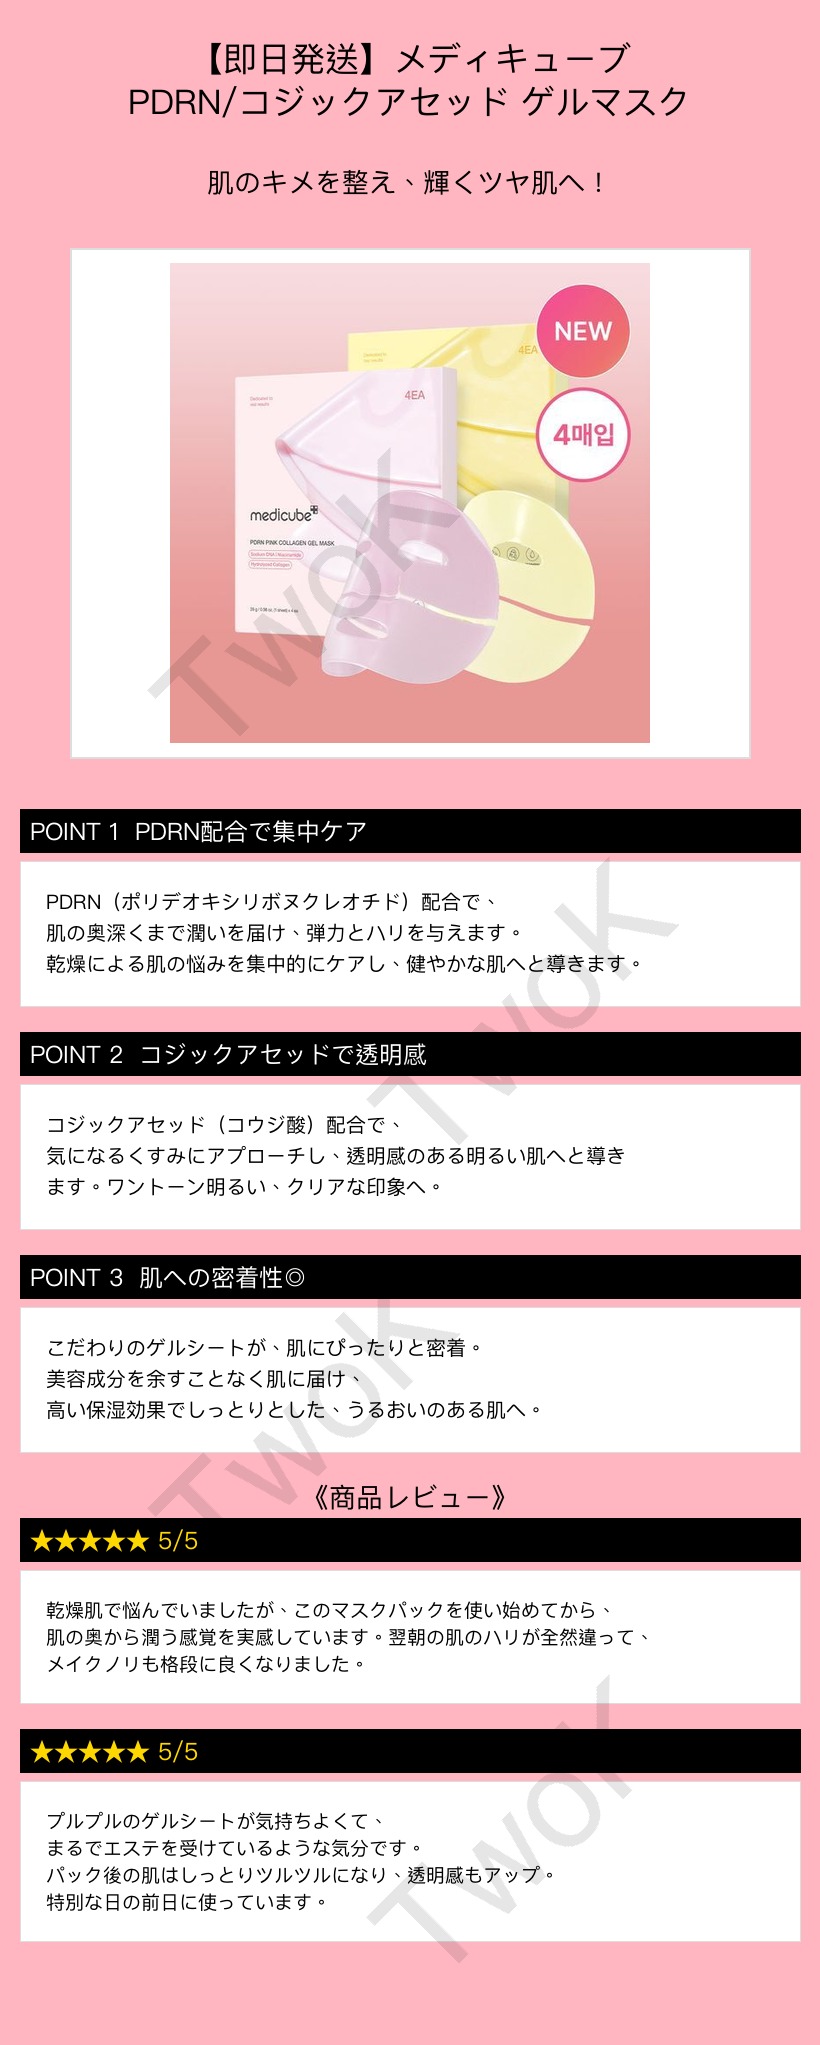 【即日発送】メディキューブ
PDRN/コジックアセッド ゲルマスク
肌のキメを整え、輝くツヤ肌へ！
NEW
4매입
4EA
4EA
Dedicated to
real results
medicube
PDRN PINK COLLAGEN GEL MASK
Sodium DNA | Niacinamide
Hydrolyzed Collagen
TwoK
POINT 1 PDRN配合で集中ケア
PDRN（ポリデオキシリボヌクレオチド）配合で、
肌の奥深くまで潤いを届け、弾力とハリを与えます。
乾燥による肌の悩みを集中的にケアし、健やかな肌へと導きます。
TwoK
POINT 2 コジックアセッドで透明感
コジックアセッド（コウジ酸）配合で、
気になるくすみにアプローチし、透明感のある明るい肌へと導き
ます。ワントーン明るい、クリアな印象へ。
POINT 3 肌への密着性◎
こだわりのゲルシートが、肌にぴったりと密着。
美容成分を余すことなく肌に届け、
高い保湿効果でしっとりとした、うるおいのある肌へ。
TwoK
《商品レビュー》
★★★★★ 5/5
乾燥肌で悩んでいましたが、このマスクパックを使い始めてから、
肌の奥から潤う感覚を実感しています。翌朝の肌のハリが全然違って、
メイクノリも格段に良くなりました。
★★★★★ 5/5
プルプルのゲルシートが気持ちよくて、
まるでエステを受けているような気分です。
パック後の肌はしっとりツルツルになり、透明感もアップ。
特別な日の前日に使っています。
TwoK